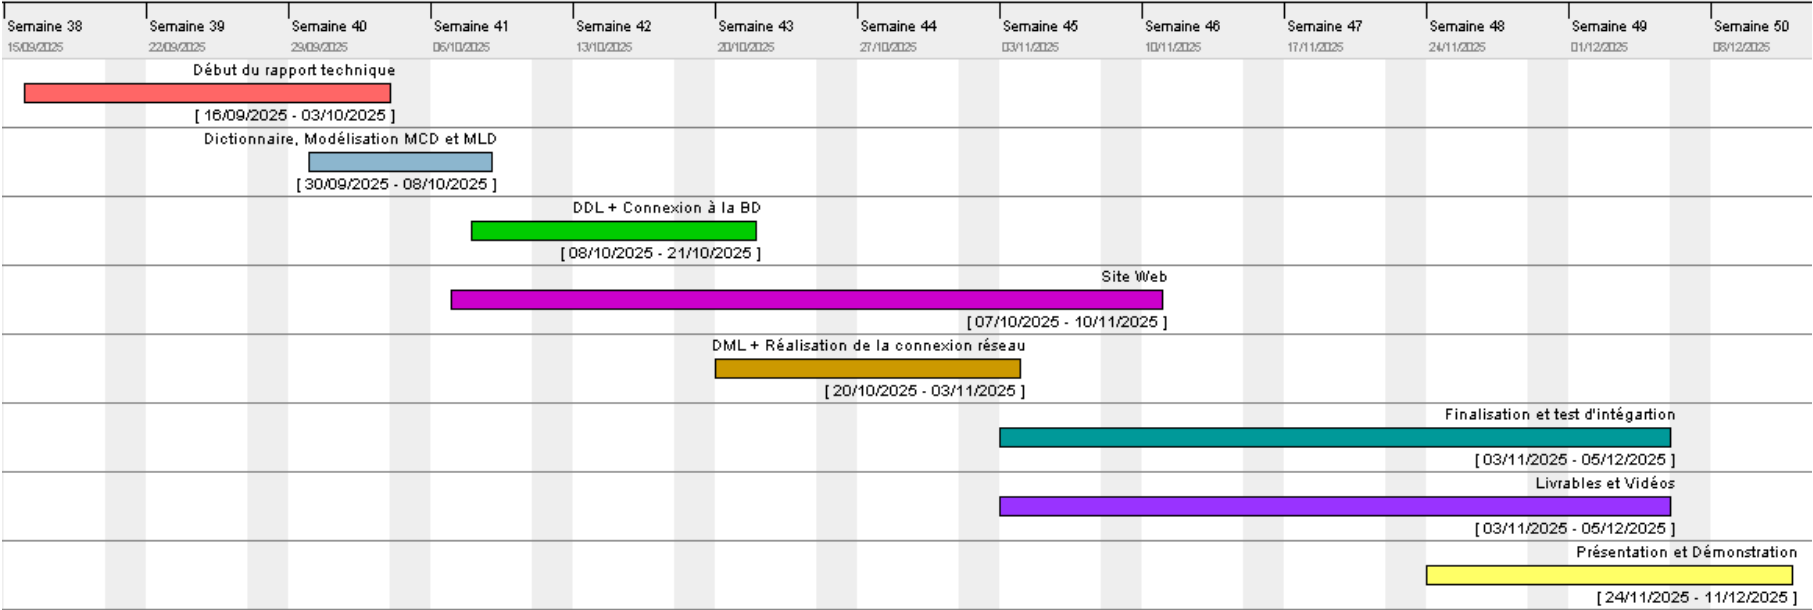 Semaine 38 Semaine 39 Semaine 40 Semaine 41 Semaine 42 Semaine 43 Semaine 44 Semaine 45 Semaine 46 Semaine 47 Semaine 48 Semaine 49 Semaine 50
15/09/2025 22/09/2025 29/09/2025 06/10/2025 13/10/2025 20/10/2025 27/10/2025 03/11/2025 10/11/2025 17/11/2025 24/11/2025 01/12/2025 08/12/2025
Début du rapport technique
[ 16/09/2025 - 03/10/2025 ]
Dictionnaire, Modélisation MCD et MLD
[ 30/09/2025 - 08/10/2025 ]
DDL + Connexion à la BD
[ 08/10/2025 - 21/10/2025 ]
Site Web
[ 07/10/2025 - 10/11/2025 ]
DML + Réalisation de la connexion réseau
[ 20/10/2025 - 03/11/2025 ]
Finalisation et test d'intégartion
[ 03/11/2025 - 05/12/2025 ]
Livrables et Vidéos
[ 03/11/2025 - 05/12/2025 ]
Présentation et Démonstration
[ 24/11/2025 - 11/12/2025 ]